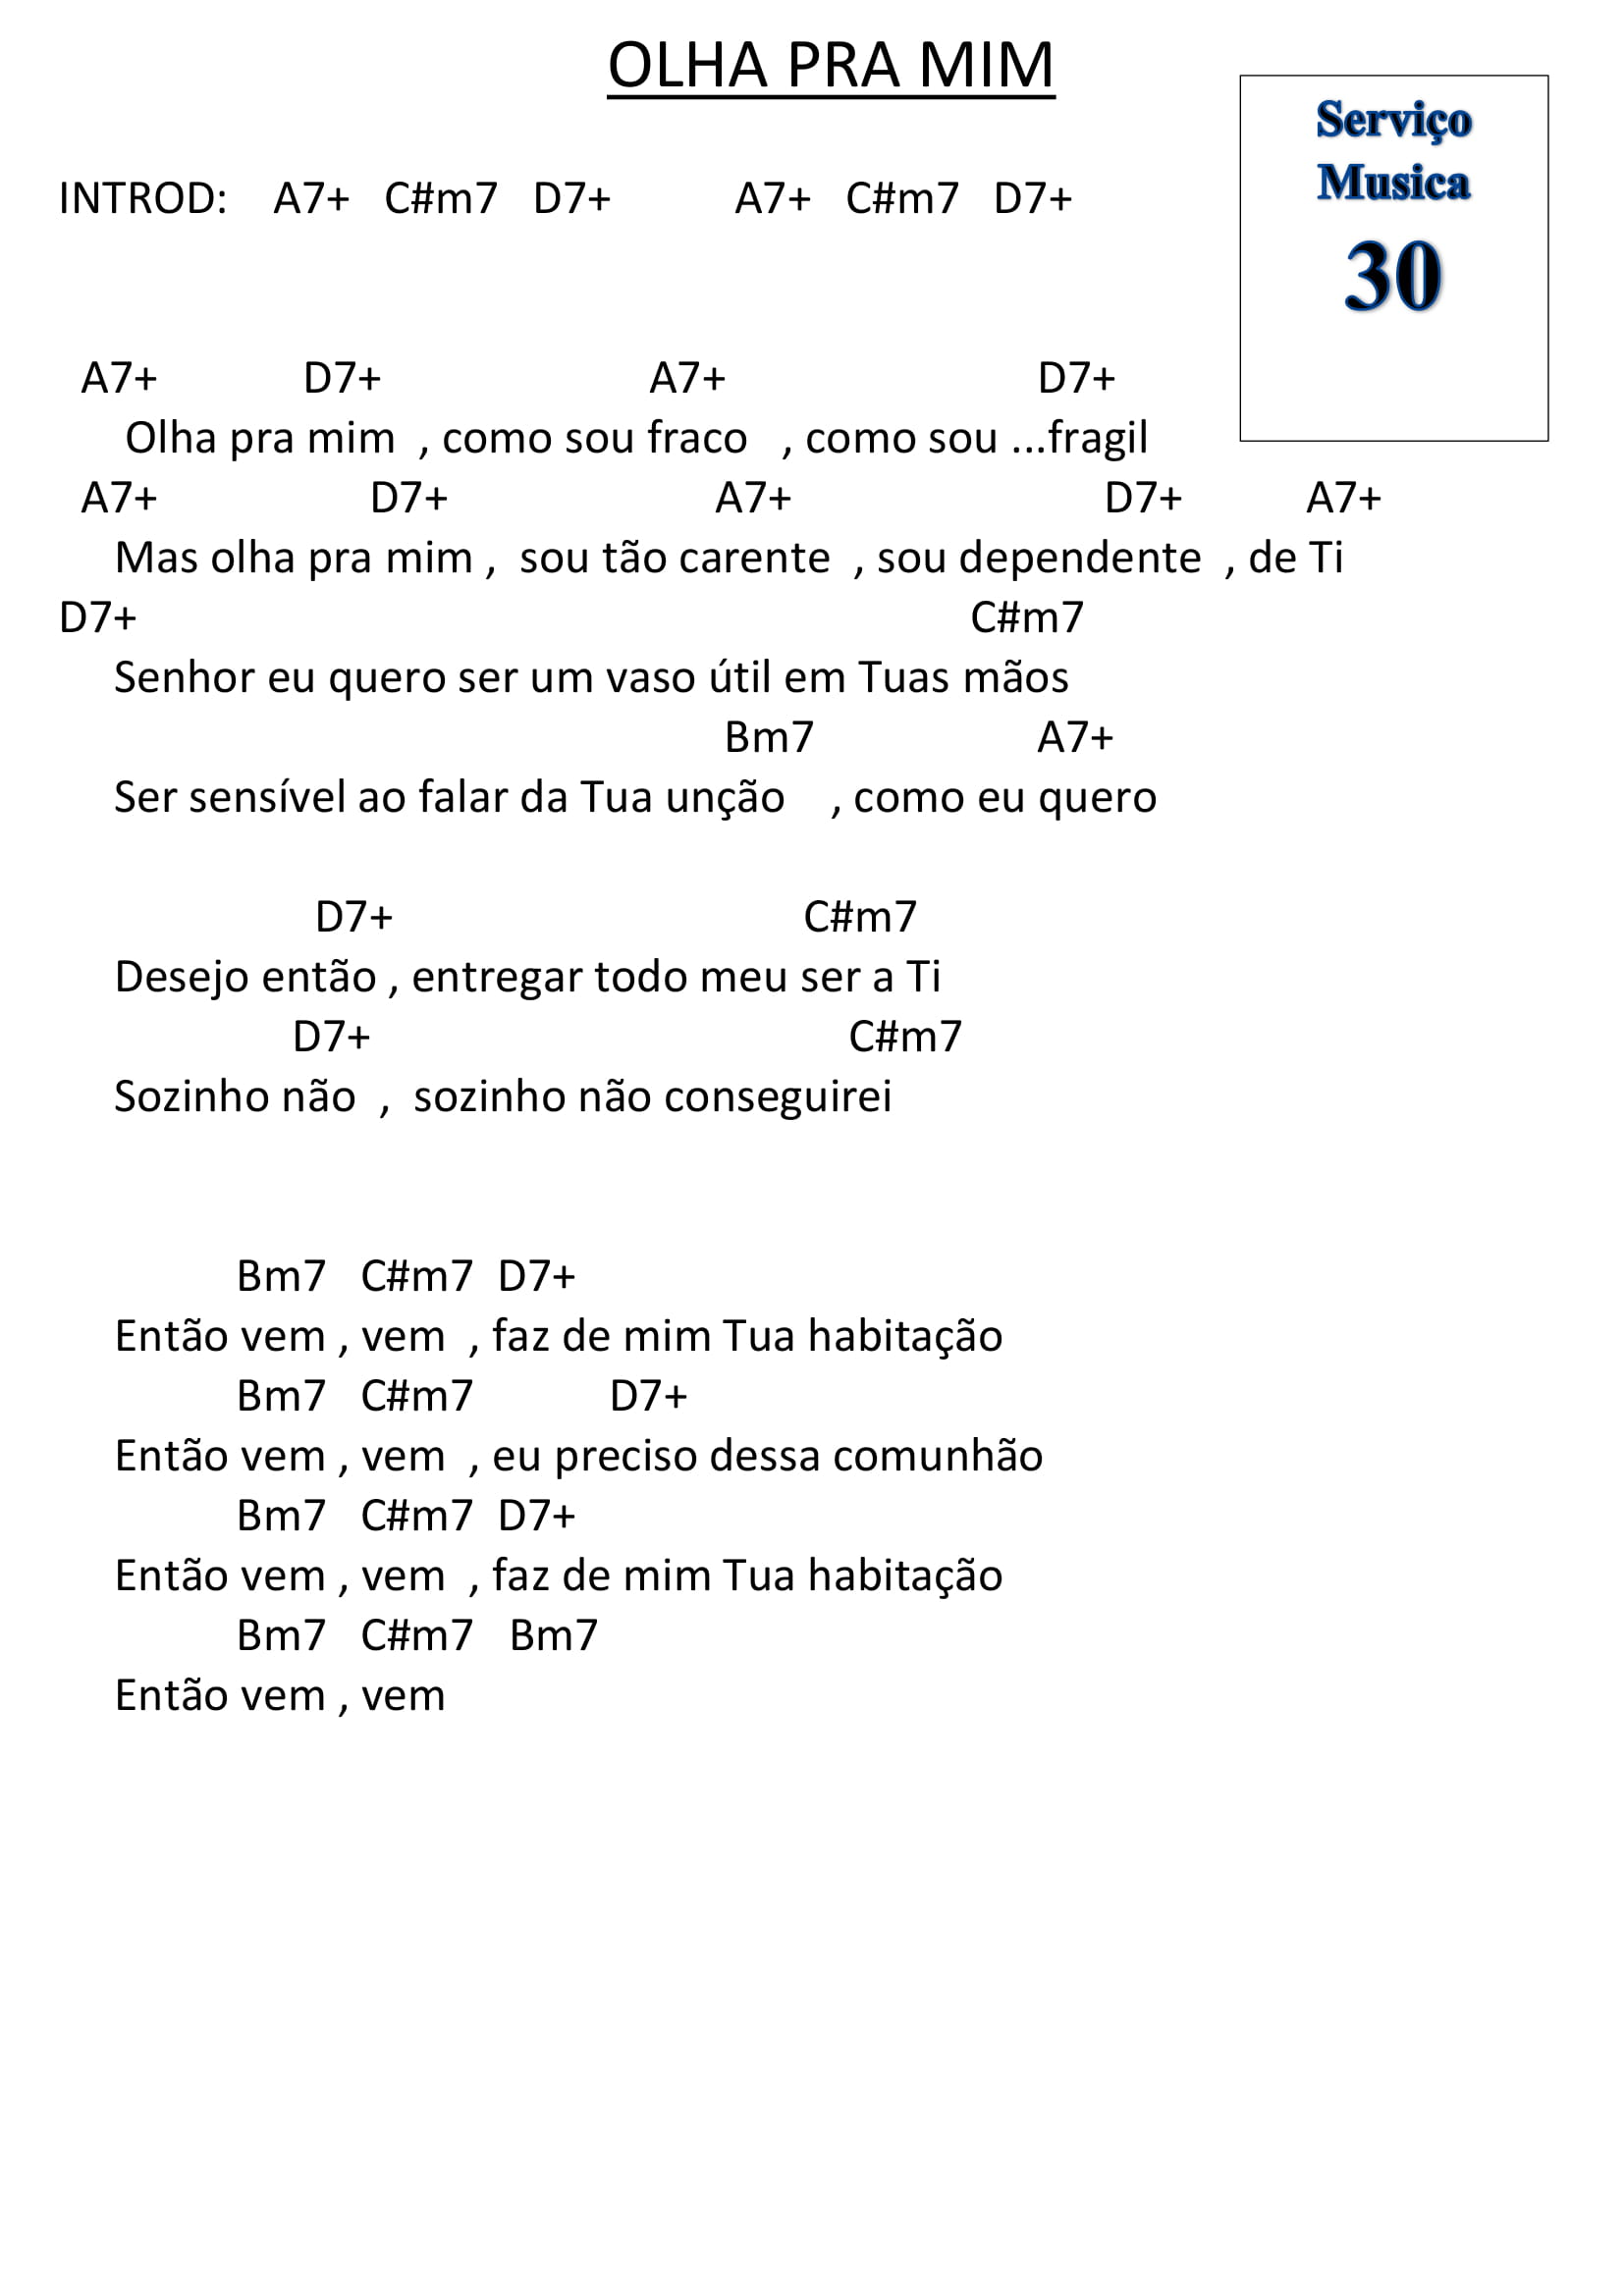 OLHA PRA MIM
Serviço
Musica
30
INTROD: A7+ C#m7 D7+ A7+ C#m7 D7+
A7+ D7+ A7+ D7+
Olha pra mim , como sou fraco , como sou ...fragil
A7+ D7+ A7+ D7+ A7+
Mas olha pra mim , sou tão carente , sou dependente , de Ti
D7+ C#m7
Senhor eu quero ser um vaso útil em Tuas mãos
Bm7 A7+
Ser sensível ao falar da Tua unção , como eu quero
D7+ C#m7
Desejo então , entregar todo meu ser a Ti
D7+ C#m7
Sozinho não , sozinho não conseguirei
Bm7 C#m7 D7+
Então vem , vem , faz de mim Tua habitação
Bm7 C#m7 D7+
Então vem , vem , eu preciso dessa comunhão
Bm7 C#m7 D7+
Então vem , vem , faz de mim Tua habitação
Bm7 C#m7 Bm7
Então vem , vem